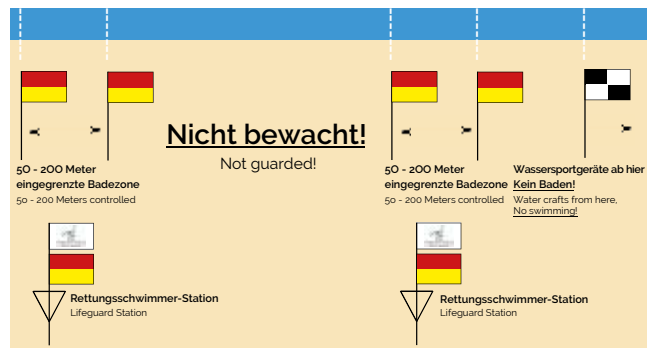 Nicht bewacht!
Not guarded!
50 - 200 Meter
eingegrenzte Badezone
50 - 200 Meters controlled
50 - 200 Meter
eingegrenzte Badezone
50 - 200 Meters controlled
Wassersportgeräte ab hier
Kein Baden!
Water crafts from here,
No swimming!
Rettungsschwimmer-Station
Lifeguard Station
Rettungsschwimmer-Station
Lifeguard Station